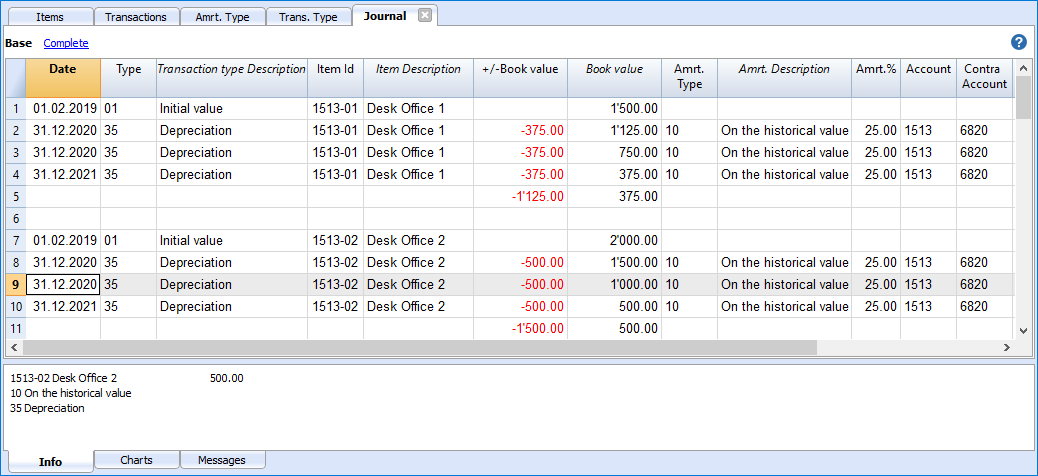 Items Transactions Amrt. Type Trans. Type Journal
Base Complete
Date Type Transaction type Description Item Id Item Description +/-Book value Book value Amrt. Type Amrt. Description Amrt.% Account Contra Account
1 01.02.2019 01 Initial value 1513-01 Desk Office 1 1'500.00
2 31.12.2020 35 Depreciation 1513-01 Desk Office 1 -375.00 1'125.00 10 On the historical value 25.00 1513 6820
3 31.12.2020 35 Depreciation 1513-01 Desk Office 1 -375.00 750.00 10 On the historical value 25.00 1513 6820
4 31.12.2021 35 Depreciation 1513-01 Desk Office 1 -375.00 375.00 10 On the historical value 25.00 1513 6820
5 -1'125.00 375.00
6
7 01.02.2019 01 Initial value 1513-02 Desk Office 2 2'000.00
8 31.12.2020 35 Depreciation 1513-02 Desk Office 2 -500.00 1'500.00 10 On the historical value 25.00 1513 6820
9 31.12.2020 35 Depreciation 1513-02 Desk Office 2 -500.00 1'000.00 10 On the historical value 25.00 1513 6820
10 31.12.2021 35 Depreciation 1513-02 Desk Office 2 -500.00 500.00 10 On the historical value 25.00 1513 6820
11 -1'500.00 500.00
1513-02 Desk Office 2 500.00
10 On the historical value
35 Depreciation
Info Charts Messages